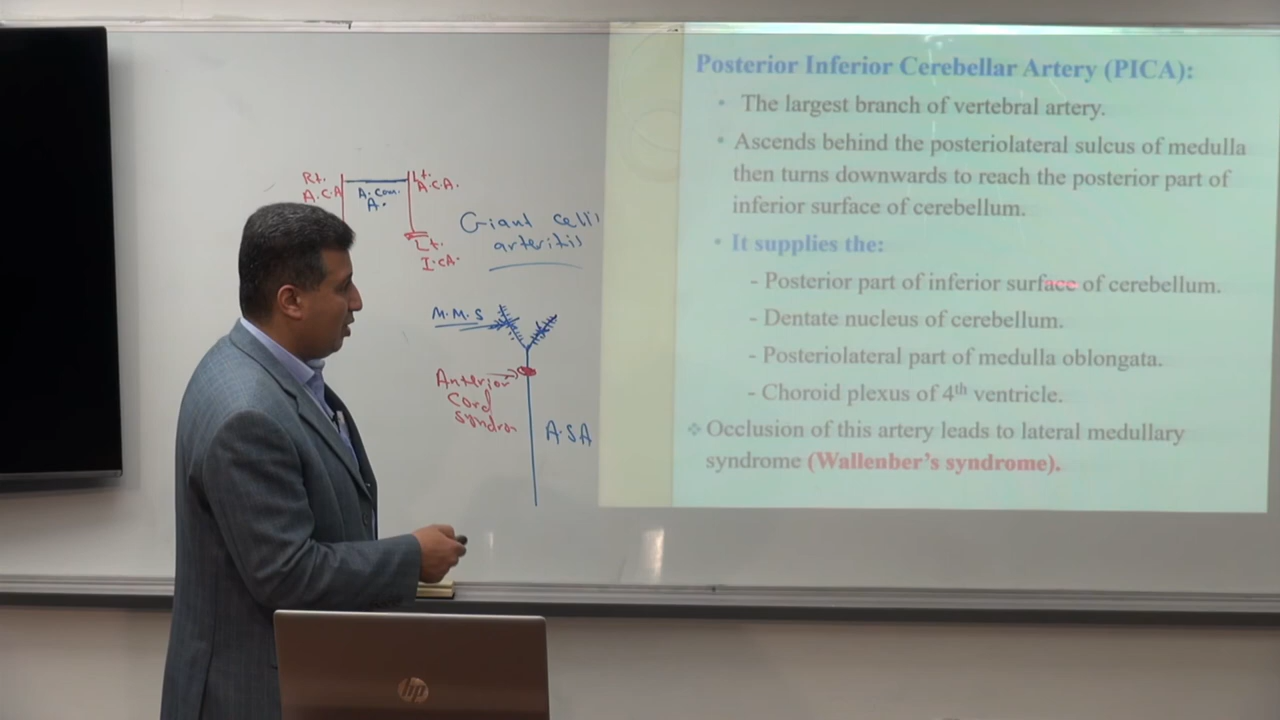 Posterior Inferior Cerebellar Artery (PICA):
• The largest branch of vertebral artery.
• Ascends behind the posteriolateral sulcus of medulla
then turns downwards to reach the posterior part of
inferior surface of cerebellum.
• It supplies the:
- Posterior part of inferior surface of cerebellum.
- Dentate nucleus of cerebellum.
- Posteriolateral part of medulla oblongata.
- Choroid plexus of 4th ventricle.
❖ Occlusion of this artery leads to lateral medullary
syndrome (Wallenber's syndrome).
Rt.
A.C.A
A.com.
A.
Lt.
A.C.A.
Lt.
I.CA.
Giant cell
arteritis
M.M.S
Anterior
Cord
Syndro
A.S.A
hp